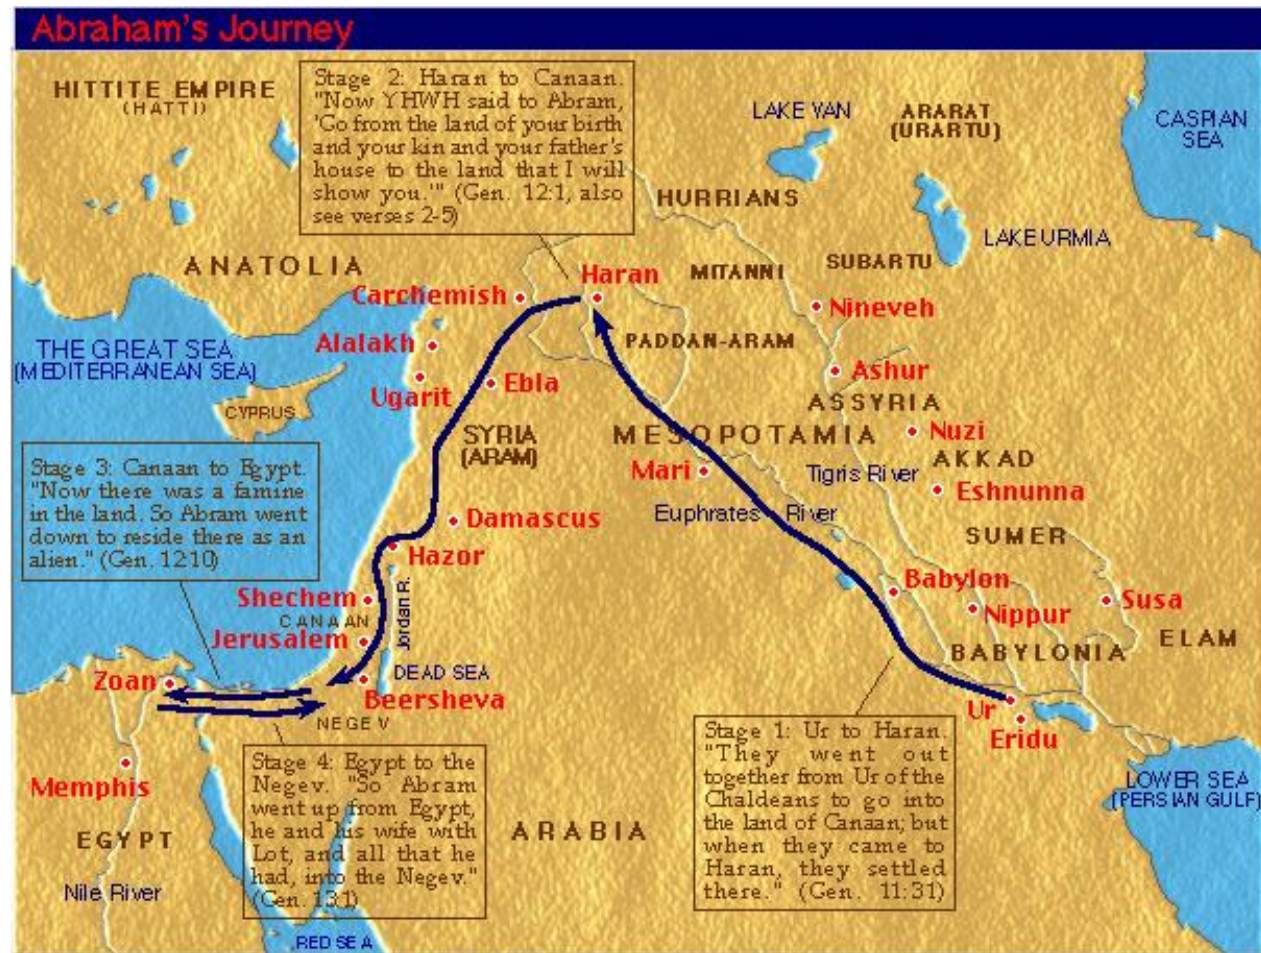 Abraham's Journey
HITTITE EMPIRE
(HATTI)
Stage 2: Haran to Canaan.
"Now YHWH said to Abram,
'Go from the land of your birth
and your kin and your father's
house to the land that I will
show you.'" (Gen. 12:1, also
see verses 2-5)
LAKE VAN
ARARAT
(URARTU)
CASPIAN
SEA
HURRIANS
LAKE URMIA
ANATOLIA
MITANNI
SUBARTU
Carchemish
Haran
Nineveh
THE GREAT SEA
(MEDITERRANEAN SEA)
Alalakh
PADDAN-ARAM
Ugarit
Ebla
Ashur
CYPRUS
ASSYRIA
SYRIA
(ARAM)
MESOPOTAMIA
Nuzi
AKKAD
Mari
Tigris River
Eshnunna
Stage 3: Canaan to Egypt.
"Now there was a famine
in the land. So Abram went
down to reside there as an
alien." (Gen. 12:10)
Euphrates River
Damascus
SUMER
Hazor
Babylon
Shechem
Jordan R.
Nippur
Susa
CANAAN
Jerusalem
ELAM
BABYLONIA
DEAD SEA
Zoan
Beersheva
NEGEV
Ur
Eridu
Stage 1: Ur to Haran.
"They went out
together from Ur of the
Chaldeans to go into
the land of Canaan; but
when they came to
Haran, they settled
there." (Gen. 11:31)
Memphis
Stage 4: Egypt to the
Negev. "So Abram
went up from Egypt,
he and his wife with
Lot, and all that he
had, into the Negev."
(Gen. 13:1)
LOWER SEA
(PERSIAN GULF)
ARABIA
EGYPT
Nile River
RED SEA